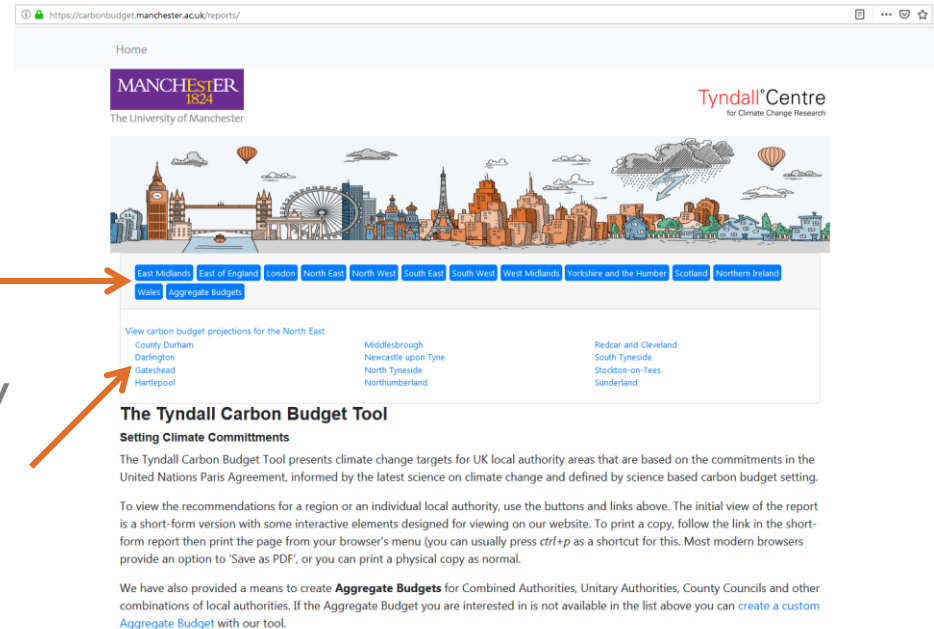 https://carbonbudget.manchester.ac.uk/reports/
Home
MANCHESTER
1824
The University of Manchester
Tyndall°Centre
for Climate Change Research
East Midlands East of England London North East North West South East South West West Midlands Yorkshire and the Humber Scotland Northern Ireland
Wales Aggregate Budgets
View carbon budget projections for the North East
County Durham Middlesbrough Redcar and Cleveland
Darlington Newcastle upon Tyne South Tyneside
Gateshead North Tyneside Stockton-on-Tees
Hartlepool Northumberland Sunderland
y
The Tyndall Carbon Budget Tool
Setting Climate Committments
The Tyndall Carbon Budget Tool presents climate change targets for UK local authority areas that are based on the commitments in the
United Nations Paris Agreement, informed by the latest science on climate change and defined by science based carbon budget setting.
To view the recommendations for a region or an individual local authority, use the buttons and links above. The initial view of the report
is a short-form version with some interactive elements designed for viewing on our website. To print a copy, follow the link in the short-
form report then print the page from your browser's menu (you can usually press ctrl+p as a shortcut for this. Most modern browsers
provide an option to 'Save as PDF', or you can print a physical copy as normal.
We have also provided a means to create Aggregate Budgets for Combined Authorities, Unitary Authorities, County Councils and other
combinations of local authorities. If the Aggregate Budget you are interested in is not available in the list above you can create a custom
Aggregate Budget with our tool.